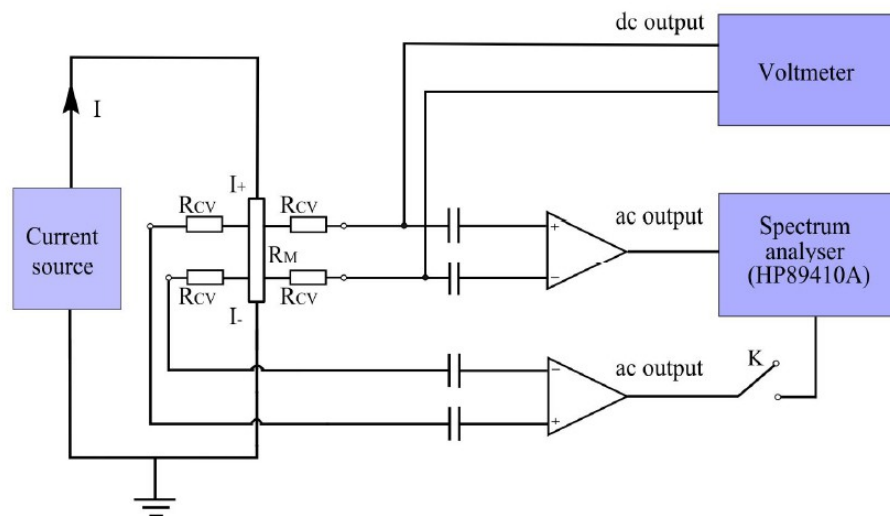 dc output
Voltmeter
I
I+
RCV
RCV
ac output
Current
source
Spectrum
analyser
(HP89410A)
+
RM
−
RCV
RCV
I-
ac output
K
−
+